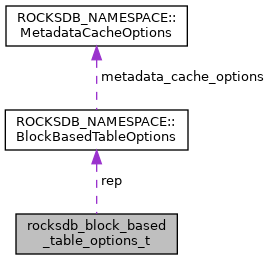 ROCKSDB_NAMESPACE::
MetadataCacheOptions
metadata_cache_options
ROCKSDB_NAMESPACE::
BlockBasedTableOptions
rep
rocksdb_block_based
_table_options_t